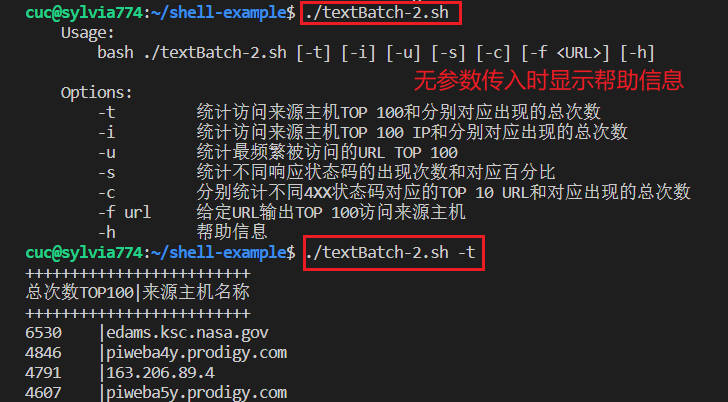 cuc@sylvia774:~/shell-example$ ./textBatch-2.sh
Usage:
bash ./textBatch-2.sh [-t] [-i] [-u] [-s] [-c] [-f <URL>] [-h]
无参数传入时显示帮助信息
Options:
-t 统计访问来源主机TOP 100和分别对应出现的总次数
-i 统计访问来源主机TOP 100 IP和分别对应出现的总次数
-u 统计最频繁被访问的URL TOP 100
-s 统计不同响应状态码的出现次数和对应百分比
-c 分别统计不同4XX状态码对应的TOP 10 URL和对应出现的总次数
-f url 给定URL输出TOP 100访问来源主机
-h 帮助信息
cuc@sylvia774:~/shell-example$ ./textBatch-2.sh -t
+++++++++++++++++++++++++
总次数TOP100|来源主机名称
+++++++++++++++++++++++++
6530 |edams.ksc.nasa.gov
4846 |piweba4y.prodigy.com
4791 |163.206.89.4
4607 |piweba5y.prodigy.com